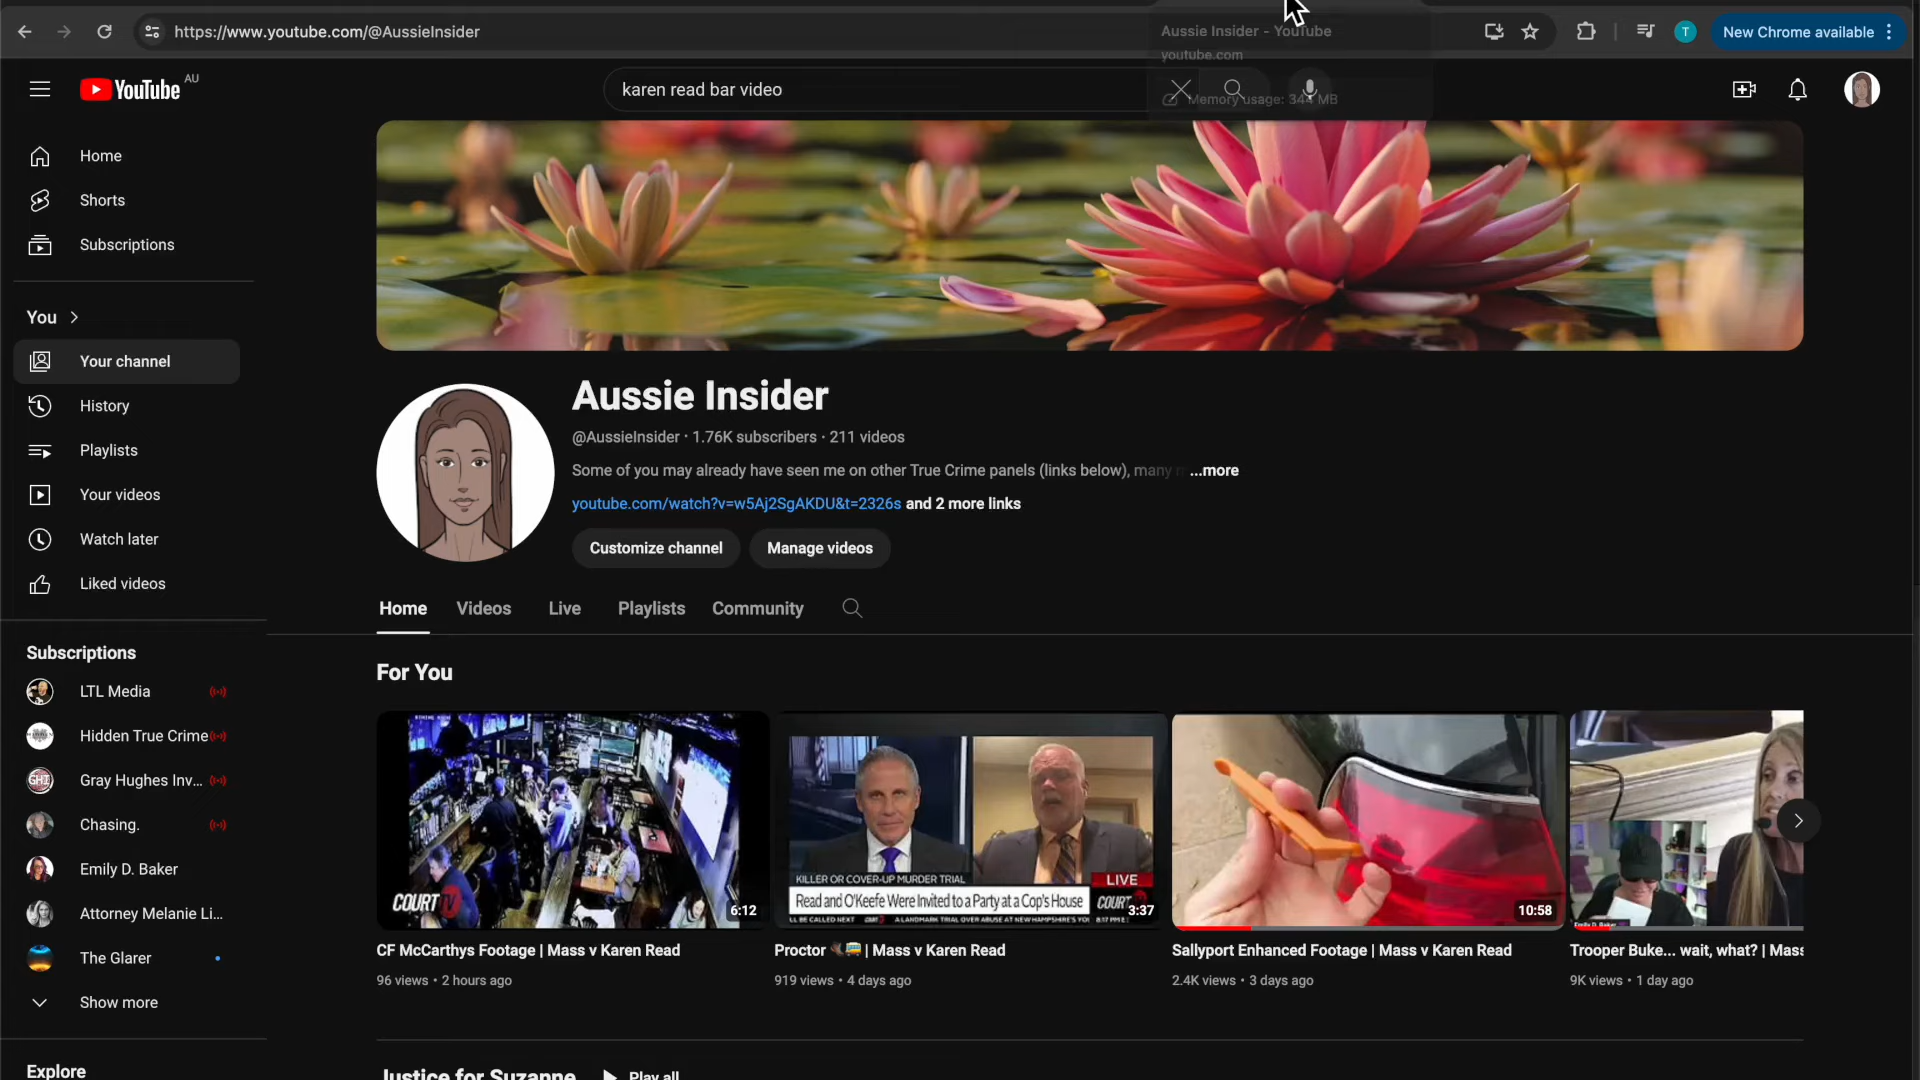 https://www.youtube.com/@AussieInsider
Aussie Insider - YouTube
youtube.com
Memory usage: 344 MB
T
New Chrome available
YouTube AU
karen read bar video
Home
Shorts
Subscriptions
You
Your channel
History
Playlists
Your videos
Watch later
Liked videos
Subscriptions
LTL Media
Hidden True Crime
Gray Hughes Inv...
Chasing.
Emily D. Baker
Attorney Melanie Li...
The Glarer
Show more
Explore
Aussie Insider
@AussieInsider • 1.76K subscribers • 211 videos
Some of you may already have seen me on other True Crime panels (links below), many ...more
youtube.com/watch?v=w5Aj2SgAKDU&t=2326s and 2 more links
Customize channel
Manage videos
Home
Videos
Live
Playlists
Community
For You
COURT TV
6:12
CF McCarthys Footage | Mass v Karen Read
96 views • 2 hours ago
KILLER OR COVER-UP MURDER TRIAL
LIVE
Read and O'Keefe Were Invited to a Party at a Cop's House
COURT
3:37
Proctor | Mass v Karen Read
919 views • 4 days ago
10:58
Sallyport Enhanced Footage | Mass v Karen Read
2.4K views • 3 days ago
Emily D. Baker
Trooper Buke... wait, what? | Mass
9K views • 1 day ago
Justice for Suzanne
Play all